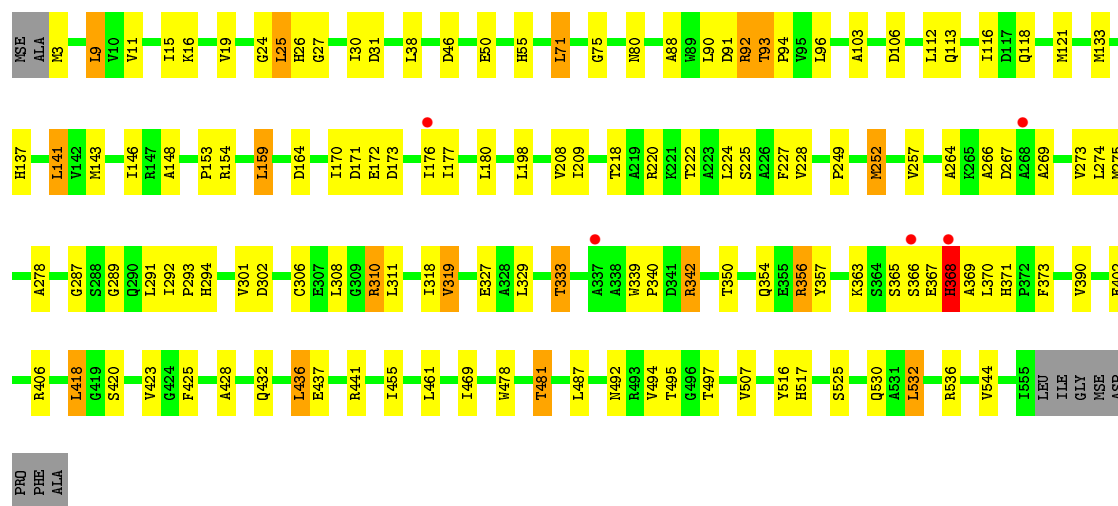 MSE ALA M3 L9 V10 V11 I15 K16 V19 G24 L25 H26 G27 I30 D31 L38 D46 E50 H55 L71 G75 N80 A88 W89 L90 D91 R92 T93 P94 V95 L96 A103 D106 L112 Q113 I116 D117 Q118 M121 M133
H137 L141 V142 M143 I146 R147 A148 P153 R154 L159 D164 I170 D171 E172 D173 I176 I177 L180 L198 V208 I209 T218 A219 R220 K221 T222 A223 L224 S225 A226 F227 V228 P249 M252 V257 A264 K265 A266 D267 A268 A269 V273 L274 M275
A278 G287 S288 G289 Q290 L291 I292 P293 H294 V301 D302 C306 E307 L308 G309 R310 L311 I318 V319 E327 A328 L329 T333 A337 A338 W339 P340 D341 R342 T350 Q354 E355 R356 Y357 K363 S364 S365 S366 E367 H368 A369 L370 H371 P372 F373 V390
R406 L418 G419 S420 V423 G424 F425 A428 Q432 L436 E437 R441 I455 L461 I469 W478 T481 L487 N492 R493 V494 T495 G496 T497 V507 Y516 H517 S525 Q530 A531 L532 R536 V544 I555 LEU ILE GLY MSE ASP
PRO PHE ALA